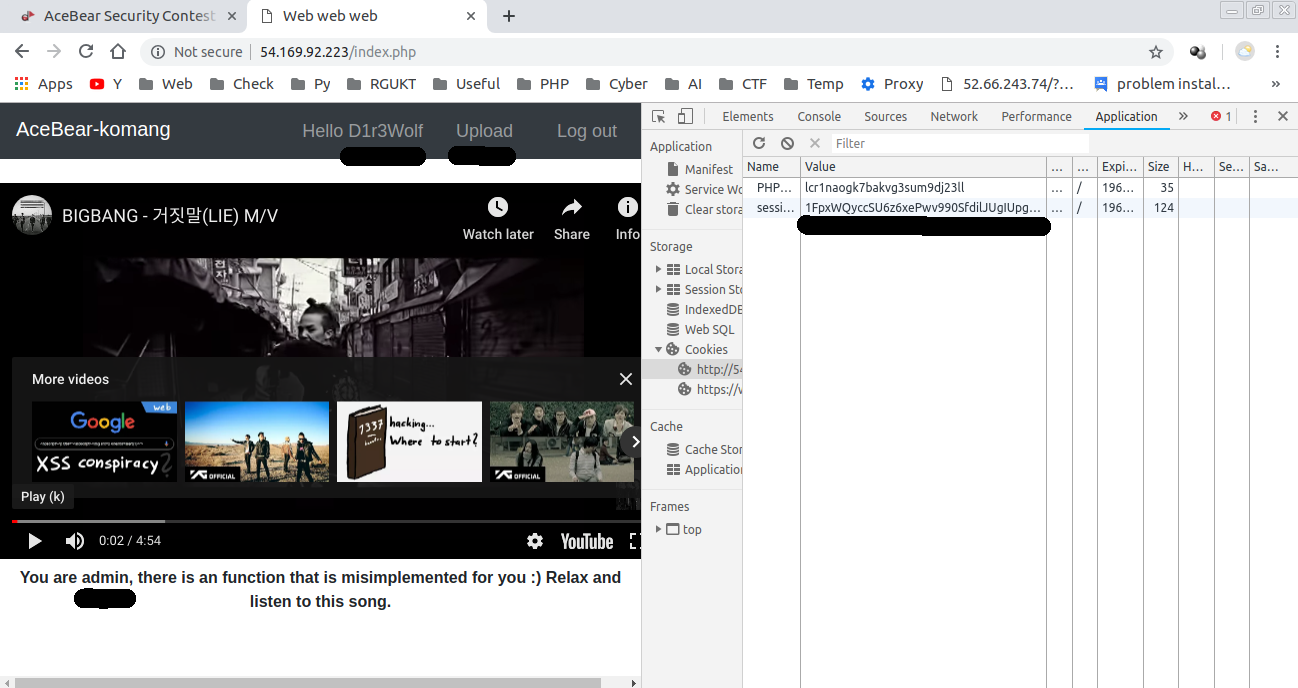 AceBear Security Contest
Web web web
Not secure
54.169.92.223/index.php
Apps
Y
Web
Check
Py
RGUKT
Useful
PHP
Cyber
AI
CTF
Temp
Proxy
52.66.243.74/?...
problem instal...
»
AceBear-komang
Hello D1r3Wolf
Upload
Log out
BIGBANG - 거짓말(LIE) M/V
Watch later
Share
Info
More videos
web
Google
XSS conspiracy?
YG OFFICIAL
1337
hacking...
Where to start?
YG OFFICIAL
Play (k)
0:02 / 4:54
YouTube
You are admin, there is an function that is misimplemented for you :) Relax and
listen to this song.
Elements
Console
Sources
Network
Performance
Application
»
1
Application
Manifest
Service Wo
Clear stora
Storage
Local Stora
Session Sto
IndexedDB
Web SQL
Cookies
http://54
https://w
Cache
Cache Stor
Application
Frames
top
Filter
Name
Value
...
...
Expi...
Size
H...
Se...
Sa...
PHP...
lcr1naogk7bakvg3sum9dj23ll
...
/
196...
35
sessi...
1FpxWQyccSU6z6xePwv990SfdilJUgIUpg...
...
/
196...
124